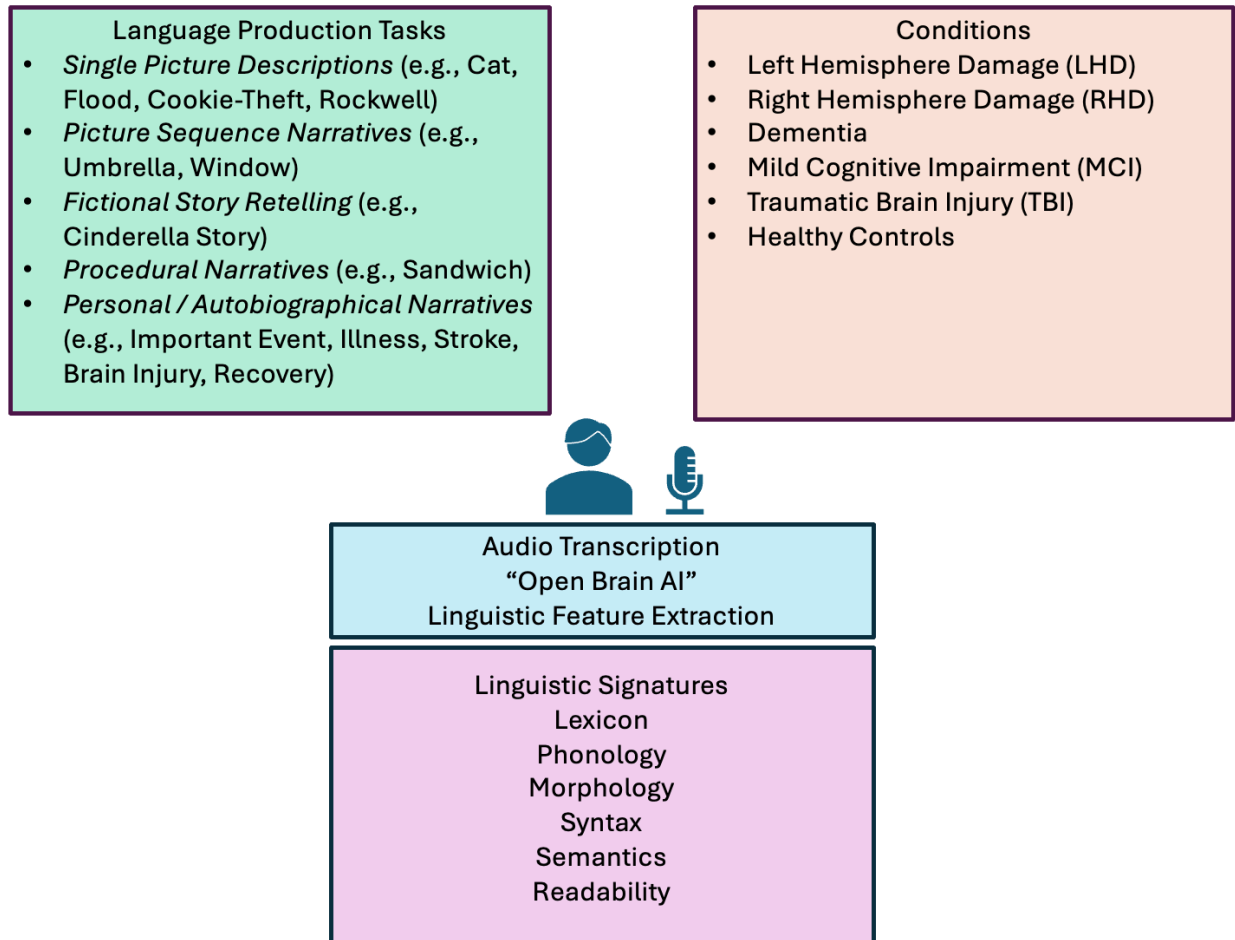 Language Production Tasks
• Single Picture Descriptions (e.g., Cat,
Flood, Cookie-Theft, Rockwell)
• Picture Sequence Narratives (e.g.,
Umbrella, Window)
• Fictional Story Retelling (e.g.,
Cinderella Story)
• Procedural Narratives (e.g., Sandwich)
• Personal / Autobiographical Narratives
(e.g., Important Event, Illness, Stroke,
Brain Injury, Recovery)
Conditions
• Left Hemisphere Damage (LHD)
• Right Hemisphere Damage (RHD)
• Dementia
• Mild Cognitive Impairment (MCI)
• Traumatic Brain Injury (TBI)
• Healthy Controls
Audio Transcription
“Open Brain AI”
Linguistic Feature Extraction
Linguistic Signatures
Lexicon
Phonology
Morphology
Syntax
Semantics
Readability